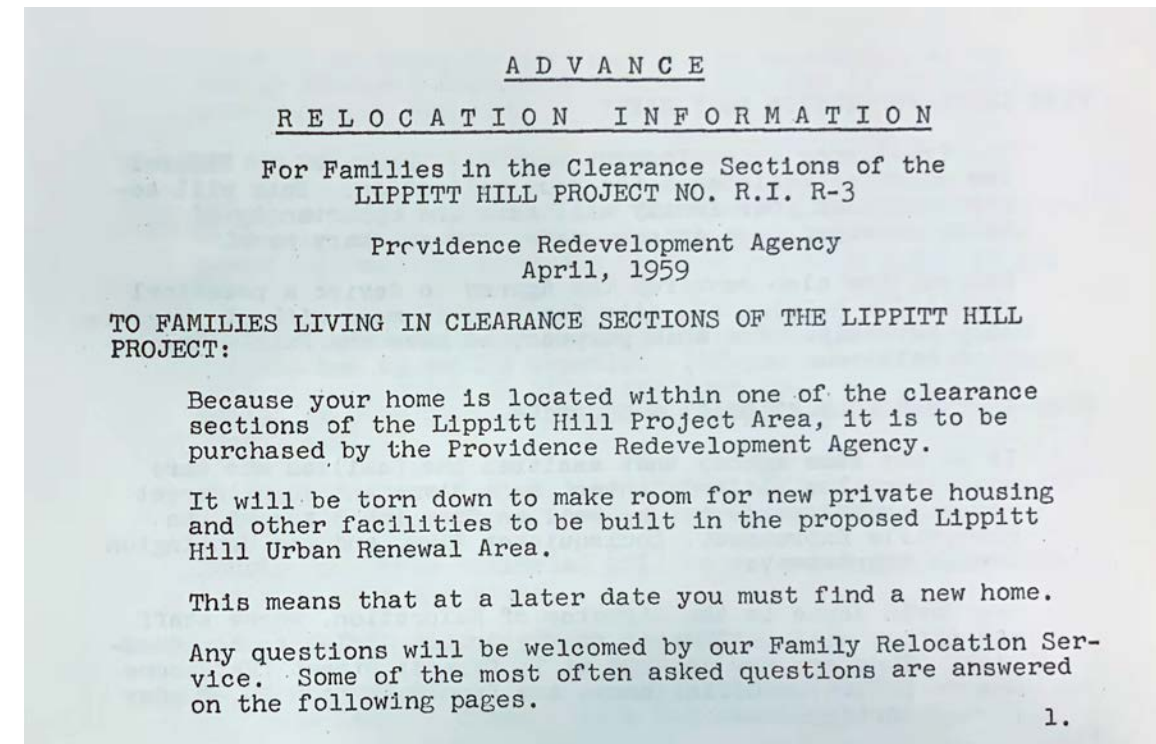 A D V A N C E
R E L O C A T I O N   I N F O R M A T I O N
For Families in the Clearance Sections of the
LIPPITT HILL PROJECT NO. R.I. R-3
Providence Redevelopment Agency
April, 1959
TO FAMILIES LIVING IN CLEARANCE SECTIONS OF THE LIPPITT HILL
PROJECT:
Because your home is located within one of the clearance
sections of the Lippitt Hill Project Area, it is to be
purchased by the Providence Redevelopment Agency.
It will be torn down to make room for new private housing
and other facilities to be built in the proposed Lippitt
Hill Urban Renewal Area.
This means that at a later date you must find a new home.
Any questions will be welcomed by our Family Relocation Ser-
vice. Some of the most often asked questions are answered
on the following pages.
1.